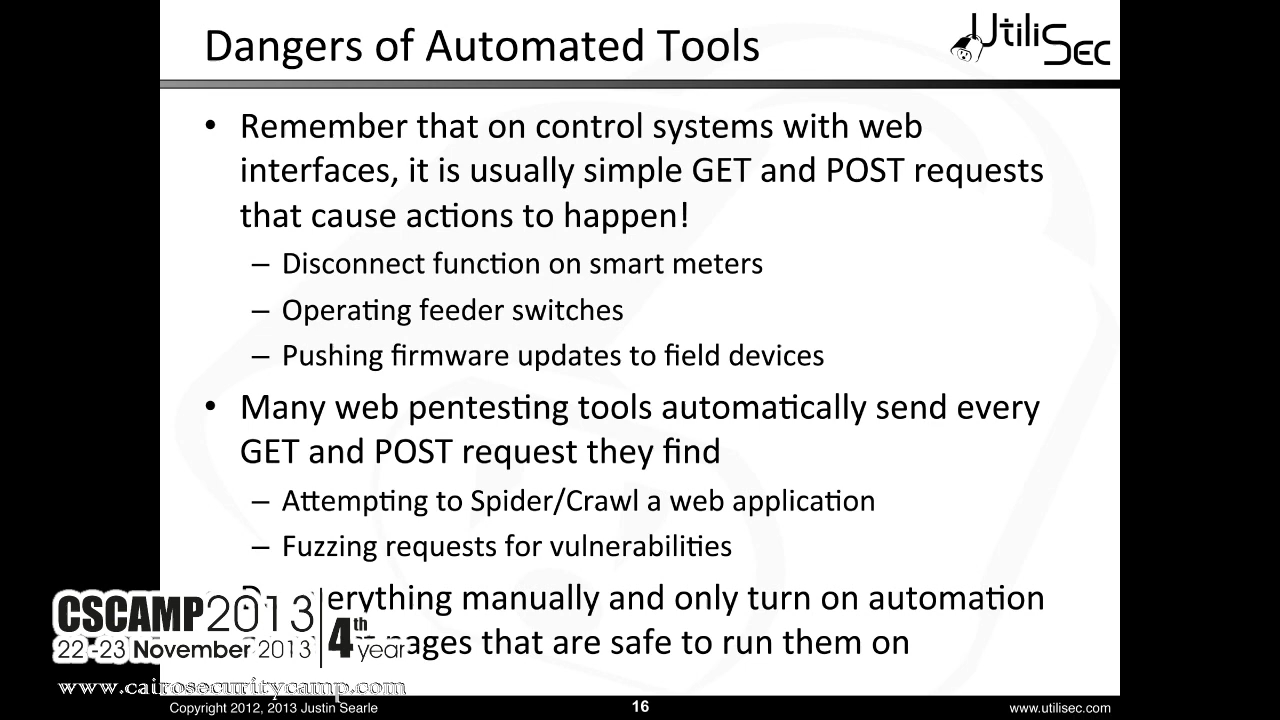 Dangers of Automated Tools
UtiliSec
• Remember that on control systems with web
interfaces, it is usually simple GET and POST requests
that cause actions to happen!
– Disconnect function on smart meters
– Operating feeder switches
– Pushing firmware updates to field devices
• Many web pentesting tools automatically send every
GET and POST request they find
– Attempting to Spider/Crawl a web application
– Fuzzing requests for vulnerabilities
erything manually and only turn on automation
pages that are safe to run them on
CSCAMP2013
22-23 November 2013
4th
year
www.cairosecuritycamp.com
Copyright 2012, 2013 Justin Searle
16
www.utilisec.com